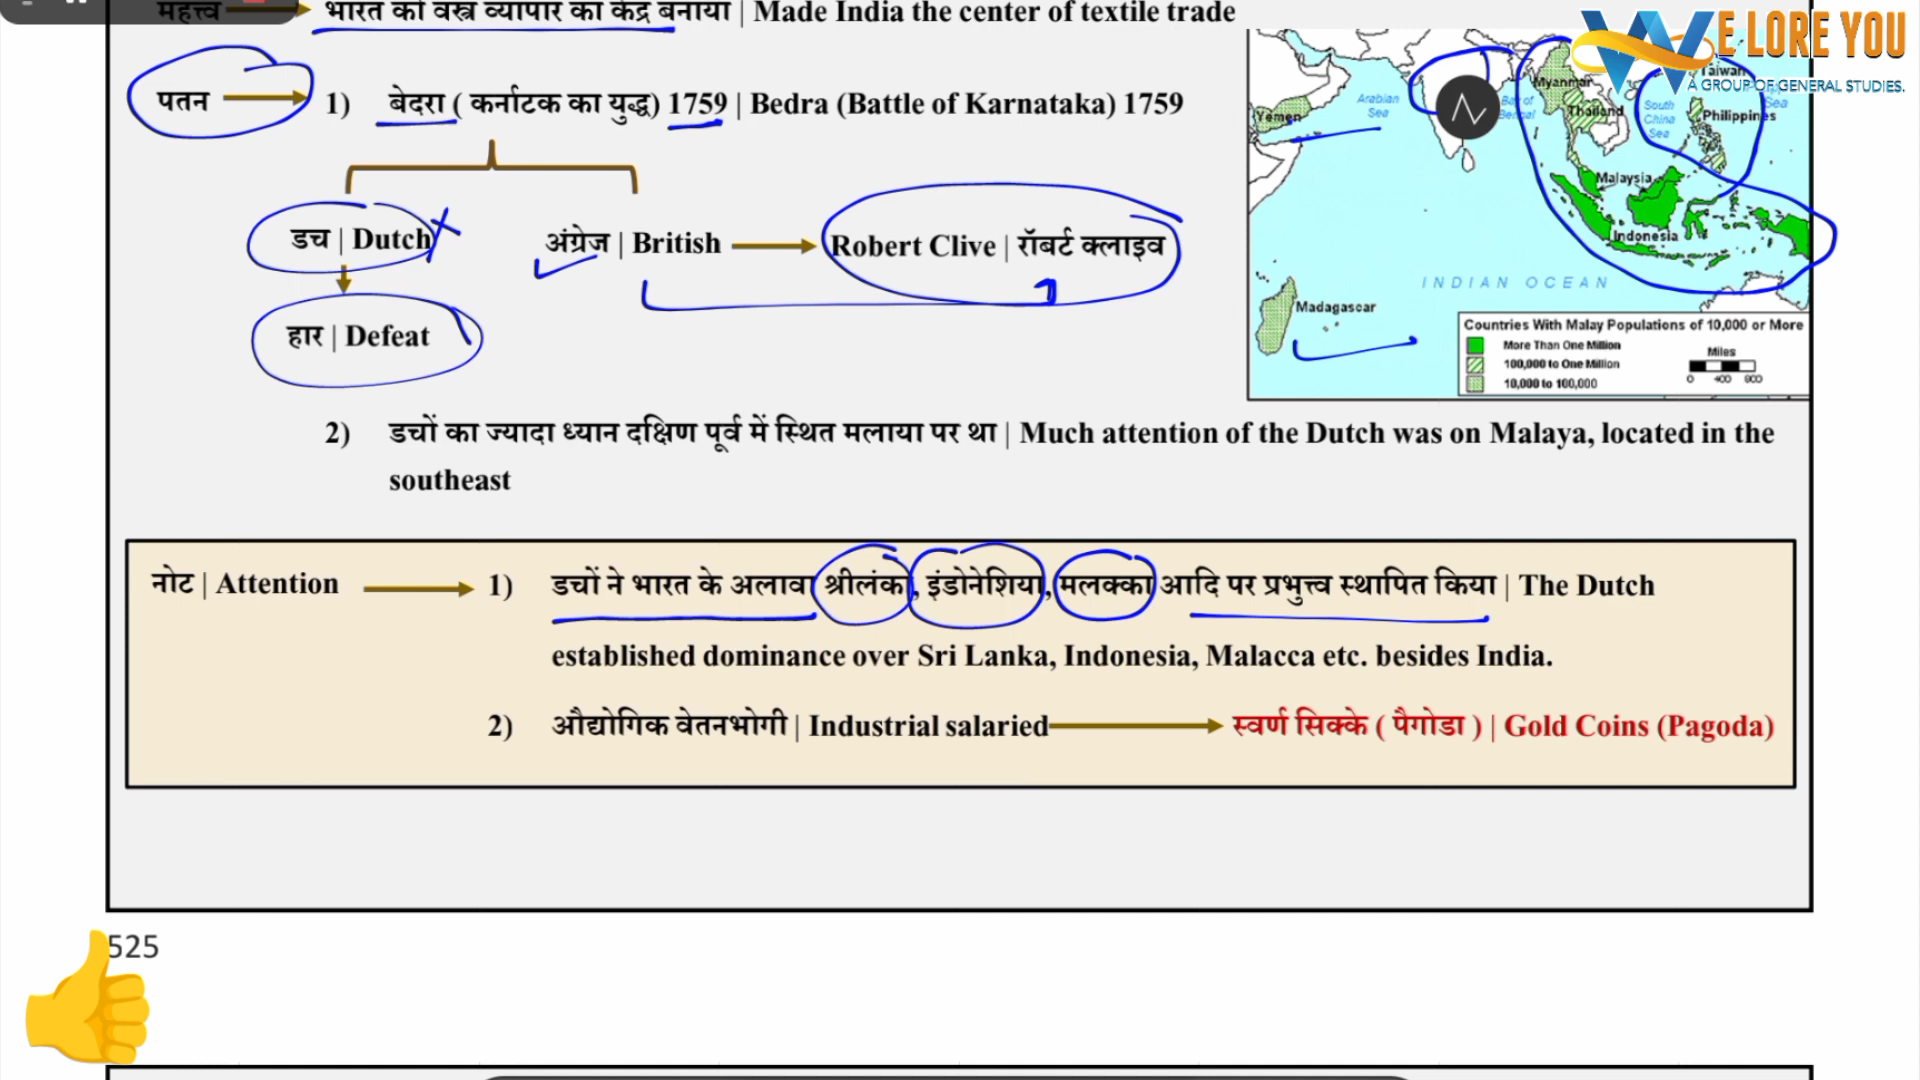 महत्त्व भारत को वस्त्र व्यापार का केंद्र बनाया | Made India the center of textile trade
WE LORE YOU
A GROUP OF GENERAL STUDIES.
पतन 1) बेदरा ( कर्नाटक का युद्ध) 1759 | Bedra (Battle of Karnataka) 1759
डच | Dutch अंग्रेज | British Robert Clive | रॉबर्ट क्लाइव
हार | Defeat
Taiwan
Myanmar
Arabian Sea
Bay of Bengal
South China Sea
Sea
Yemen
Thailand
Philippines
Malaysia
Indonesia
INDIAN OCEAN
Madagascar
Countries With Malay Populations of 10,000 or More
More Than One Million
100,000 to One Million
10,000 to 100,000
Miles
0 400 800
2) डचों का ज्यादा ध्यान दक्षिण पूर्व में स्थित मलाया पर था | Much attention of the Dutch was on Malaya, located in the
southeast
नोट | Attention 1) डचों ने भारत के अलावा श्रीलंका, इंडोनेशिया, मलक्का आदि पर प्रभुत्त्व स्थापित किया | The Dutch
established dominance over Sri Lanka, Indonesia, Malacca etc. besides India.
2) औद्योगिक वेतनभोगी | Industrial salaried स्वर्ण सिक्के ( पैगोडा ) | Gold Coins (Pagoda)
525